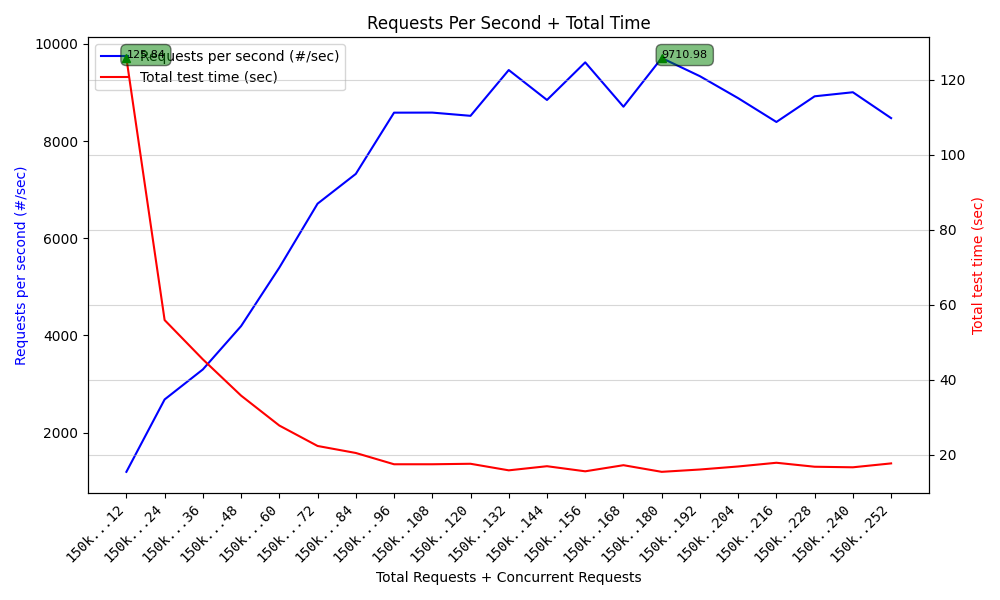 Requests Per Second + Total Time
125.84
9710.98
Requests per second (#/sec)
Total test time (sec)
10000
8000
6000
4000
2000
Requests per second (#/sec)
120
100
80
60
40
20
Total test time (sec)
150k...12
150k...24
150k...36
150k...48
150k...60
150k...72
150k...84
150k...96
150k..108
150k..120
150k..132
150k..144
150k..156
150k..168
150k..180
150k..192
150k..204
150k..216
150k..228
150k..240
150k..252
Total Requests + Concurrent Requests